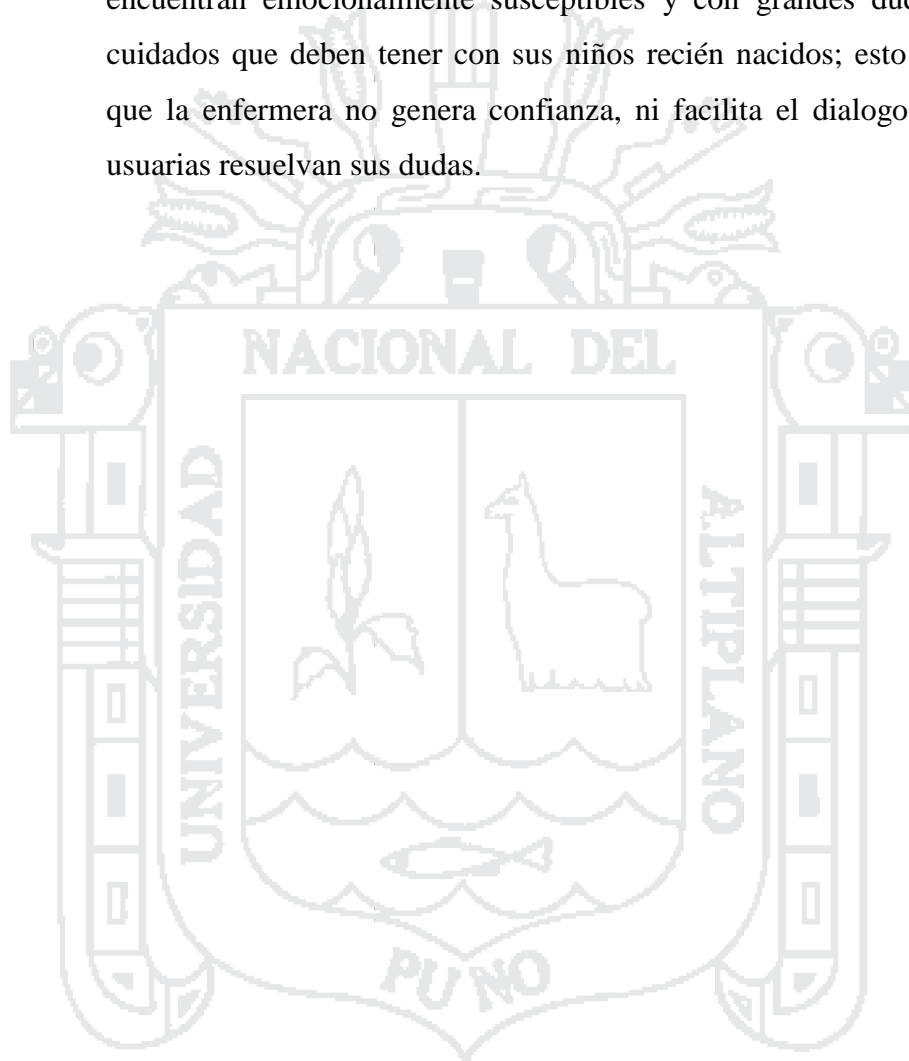 encuentran emocionalmente susceptibles y con grandes
cuidados que deben tener con sus niños recién nacidos; esto
que la enfermera no genera confianza, ni facilita el dialogo
usuarias resuelvan sus dudas.
NACIONAL DEL
UNIVERSIDAD
ALTIPLANO
PUNO